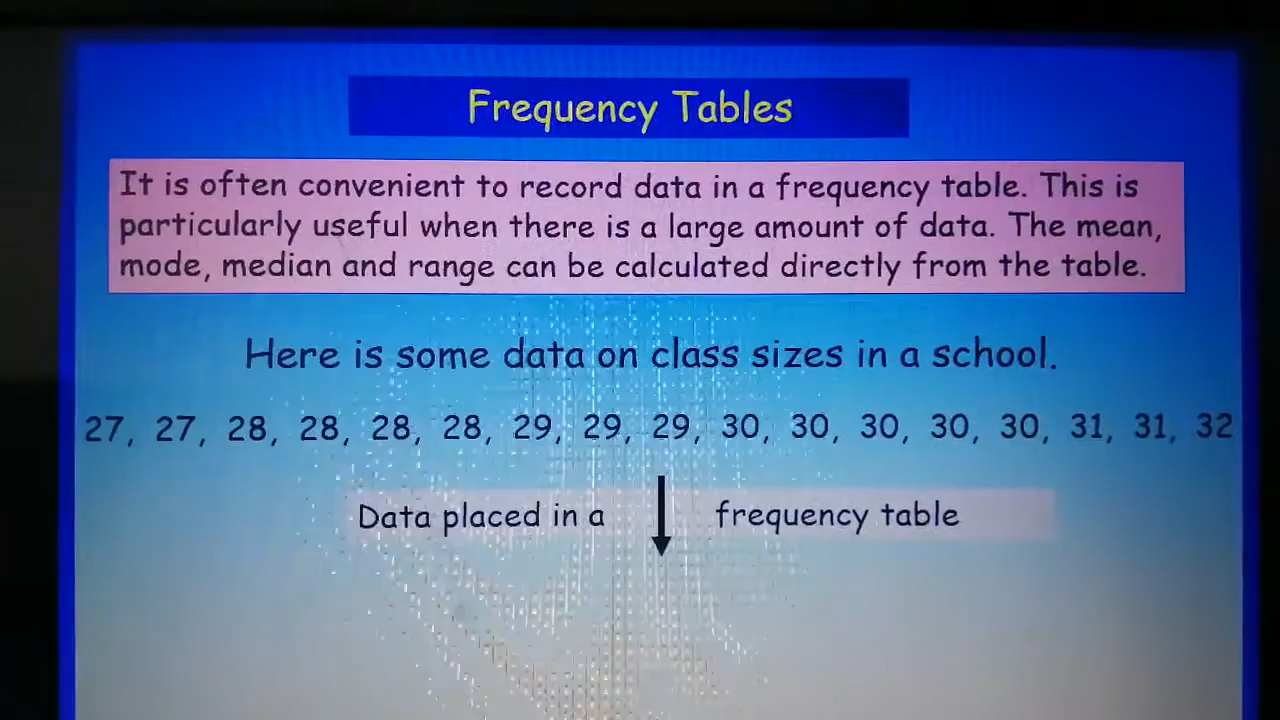 Frequency Tables
It is often convenient to record data in a frequency table. This is
particularly useful when there is a large amount of data. The mean,
mode, median and range can be calculated directly from the table.
Here is some data on class sizes in a school.
27, 27, 28, 28, 28, 28, 29, 29, 29, 30, 30, 30, 30, 30, 31, 31, 32
Data placed in a frequency table